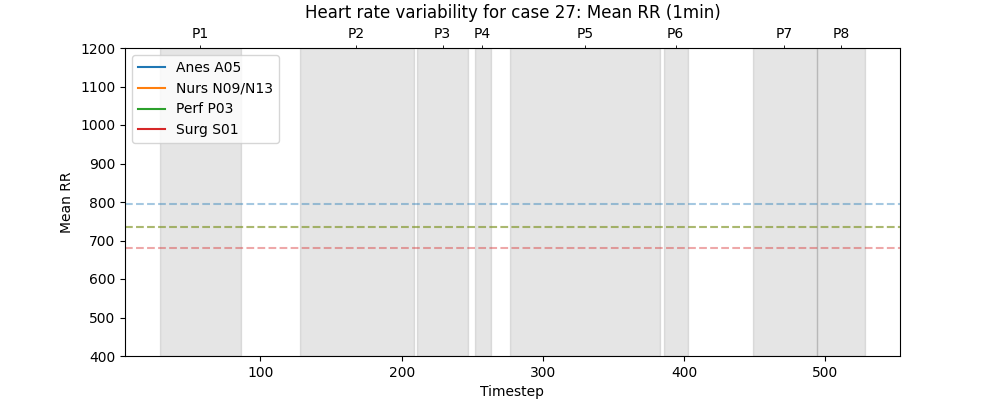 Heart rate variability for case 27: Mean RR (1min)
P1 P2 P3 P4 P5 P6 P7 P8
1200
1100
1000
900
800
700
600
500
400
Mean RR
Anes A05
Nurs N09/N13
Perf P03
Surg S01
100 200 300 400 500
Timestep